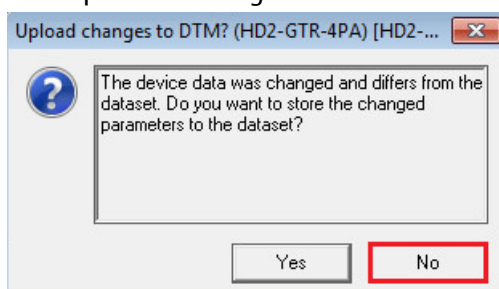 Upload changes to DTM? (HD2-GTR-4PA) [HD2-...
The device data was changed and differs from the
dataset. Do you want to store the changed
parameters to the dataset?
Yes
No